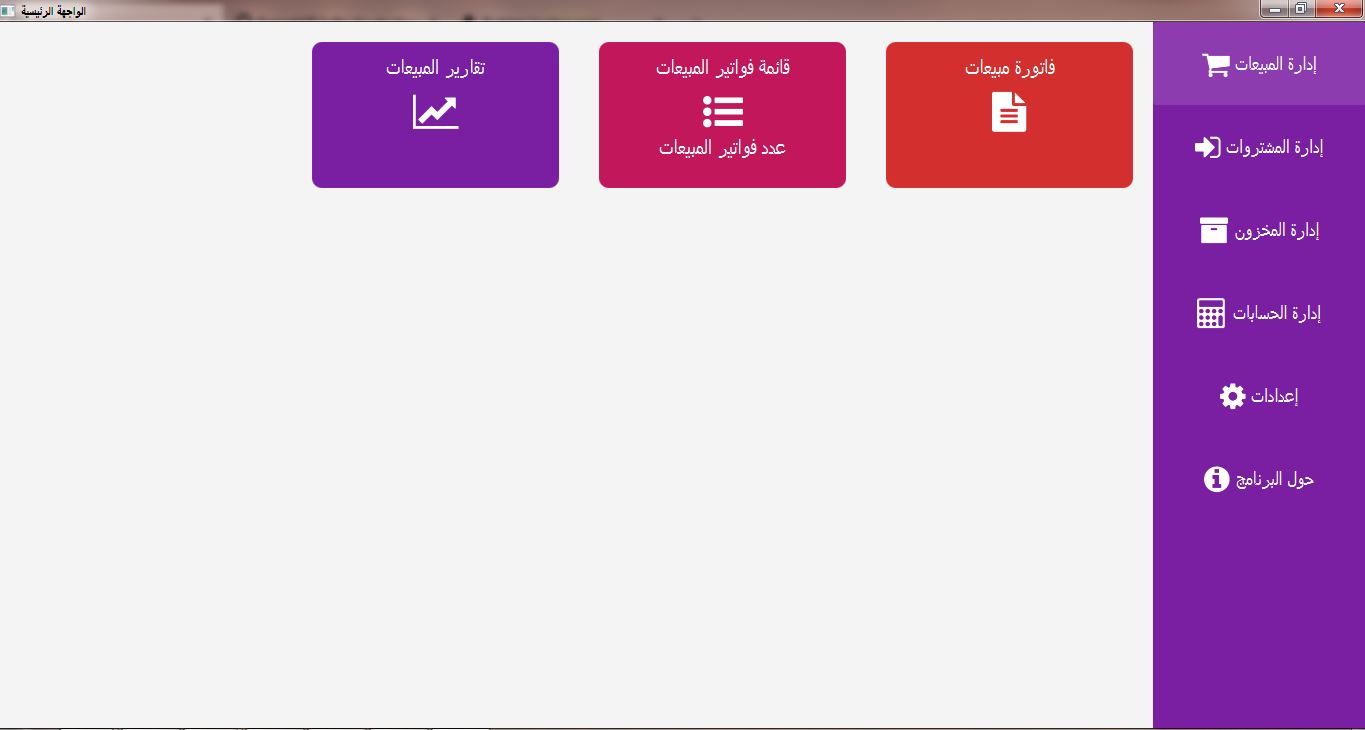 الواجهة الرئيسية
إدارة المبيعات
إدارة المشتروات
إدارة المخزون
إدارة الحسابات
إعدادات
حول البرنامج
فاتورة مبيعات
قائمة فواتير المبيعات
عدد فواتير المبيعات
تقارير المبيعات